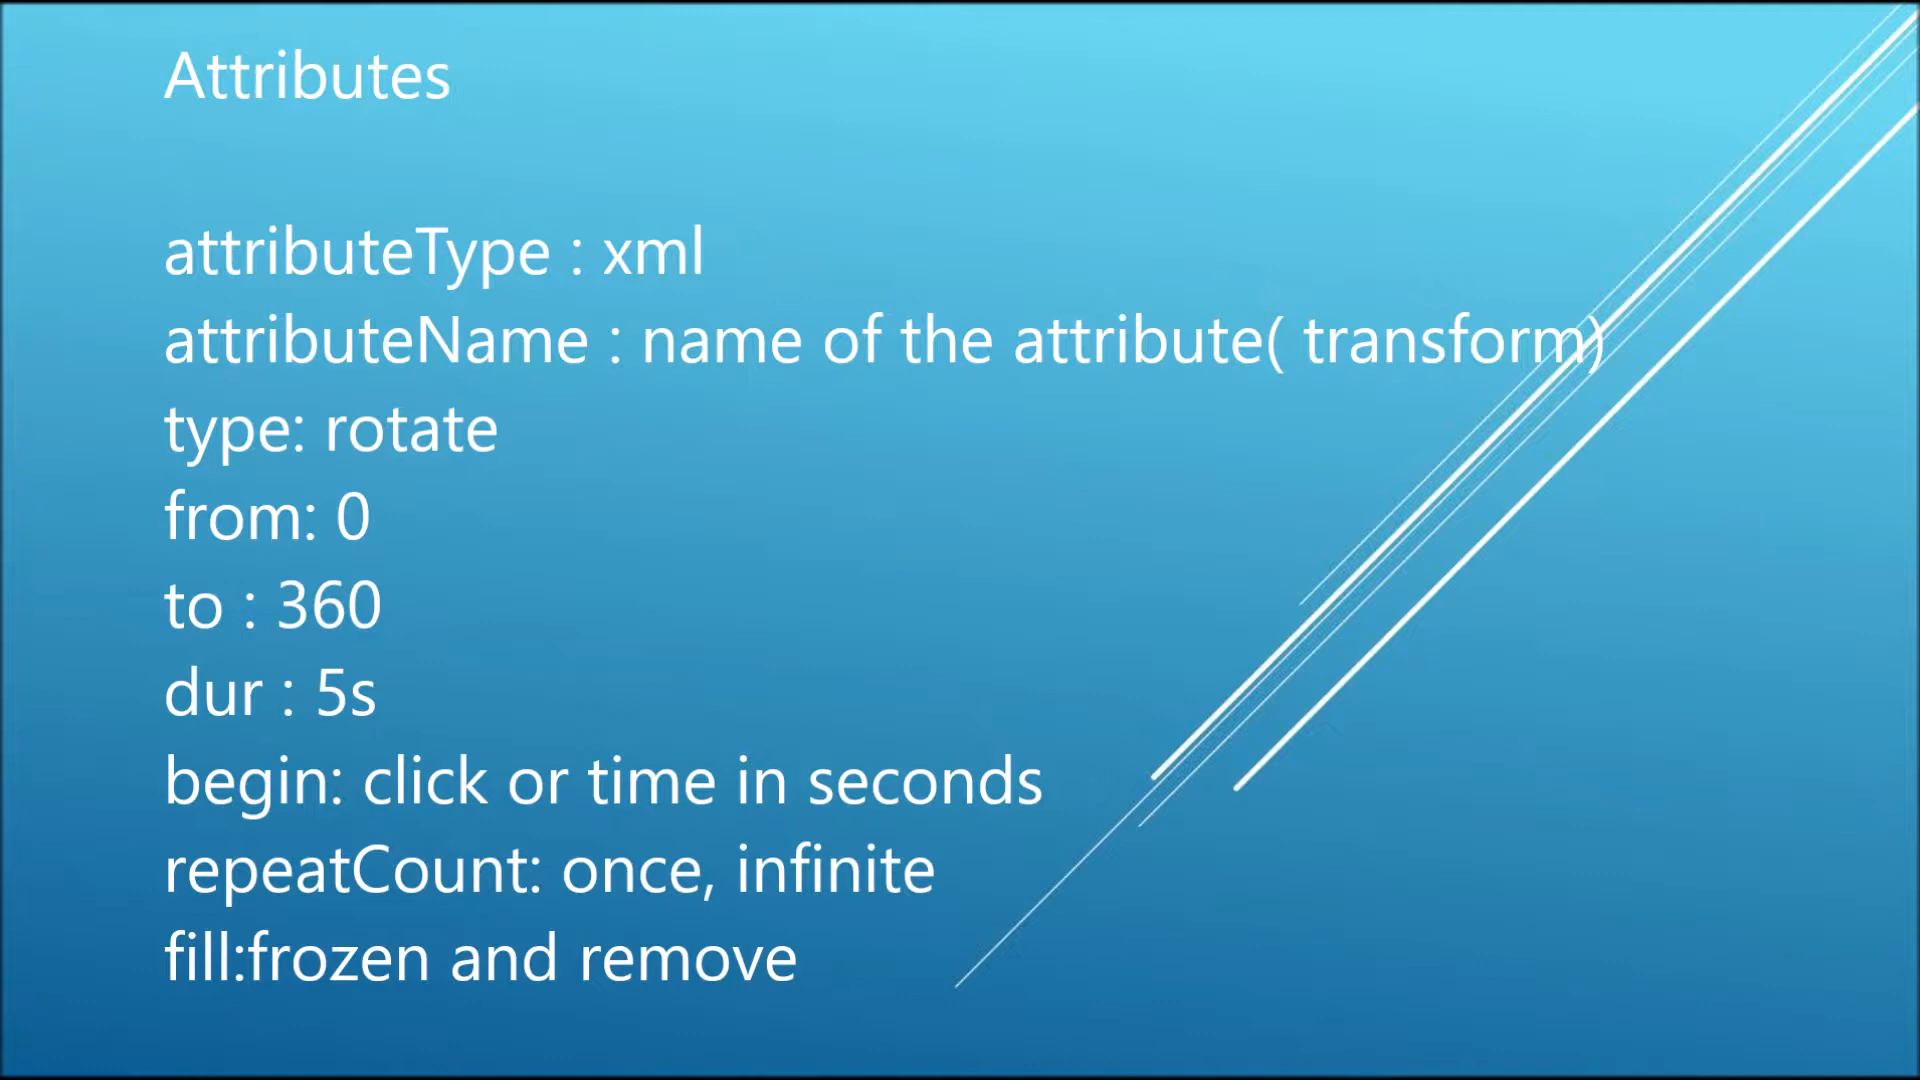 Attributes
attributeType : xml
attributeName : name of the attribute( transform)
type: rotate
from: 0
to : 360
dur : 5s
begin: click or time in seconds
repeatCount: once, infinite
fill:frozen and remove